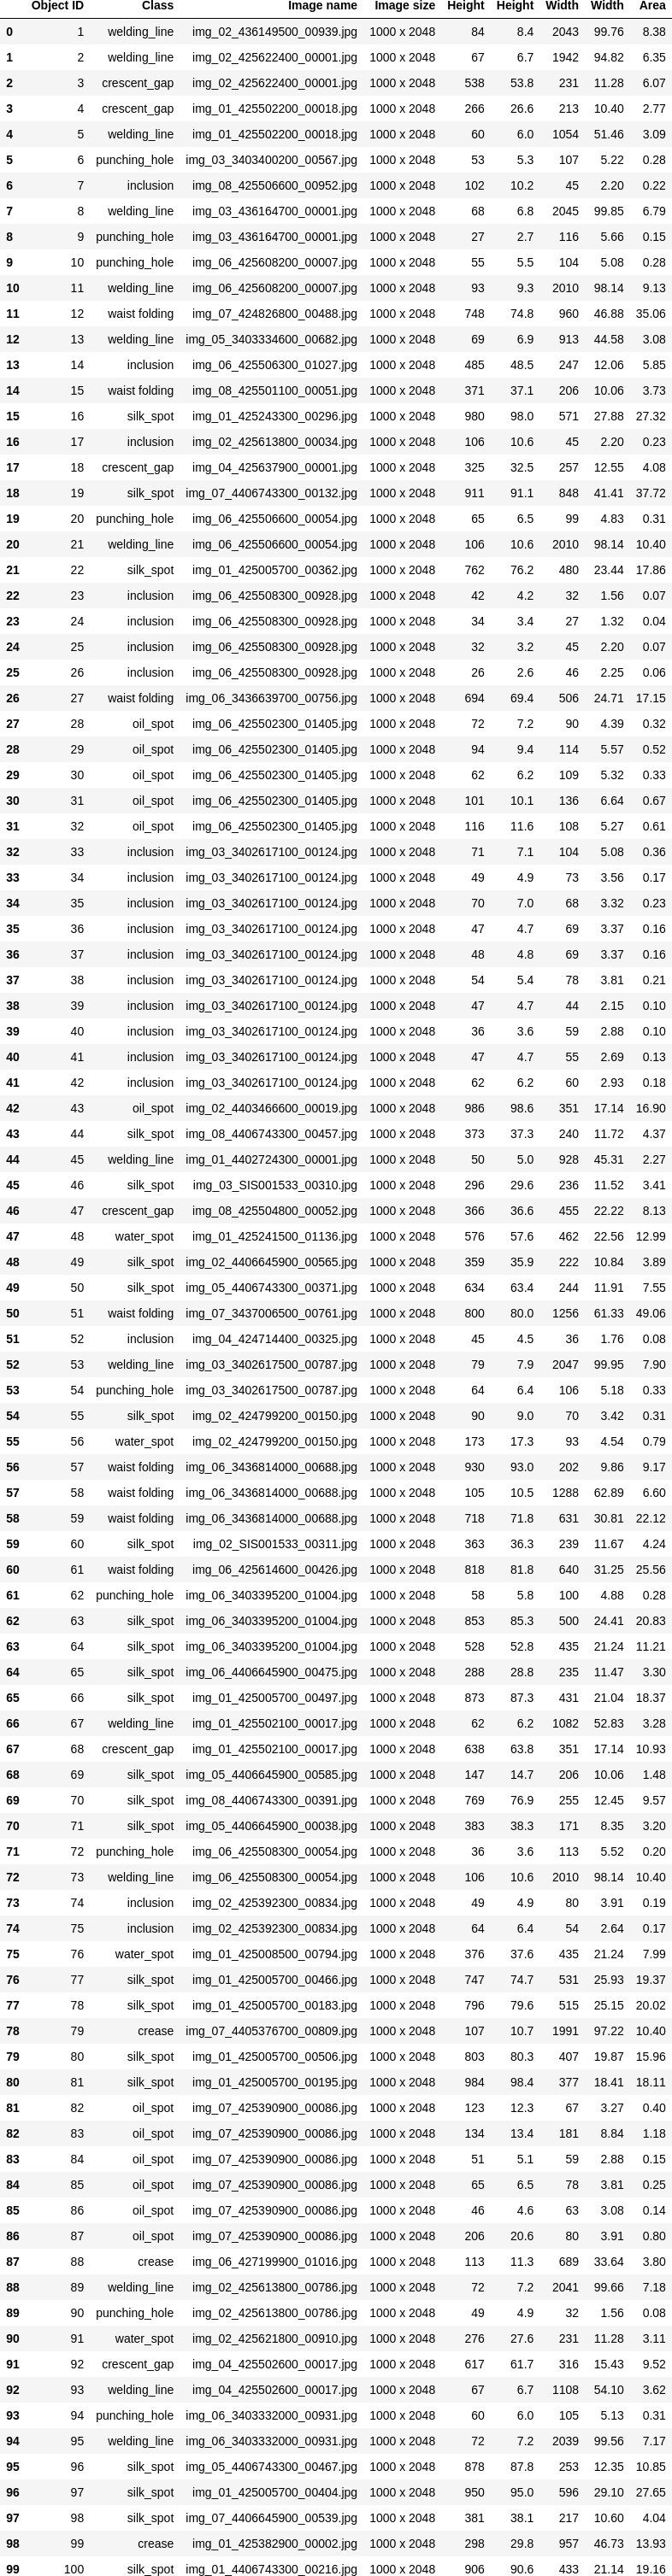 Object ID Class Image name Image size Height Height Width Width Area
0 1 welding_line img_02_436149500_00939.jpg 1000 x 2048 84 8.4 2043 99.76 8.38
1 2 welding_line img_02_425622400_00001.jpg 1000 x 2048 67 6.7 1942 94.82 6.35
2 3 crescent_gap img_02_425622400_00001.jpg 1000 x 2048 538 53.8 231 11.28 6.07
3 4 crescent_gap img_01_425502200_00018.jpg 1000 x 2048 266 26.6 213 10.40 2.77
4 5 welding_line img_01_425502200_00018.jpg 1000 x 2048 60 6.0 1054 51.46 3.09
5 6 punching_hole img_03_3403400200_00567.jpg 1000 x 2048 53 5.3 107 5.22 0.28
6 7 inclusion img_08_425506600_00952.jpg 1000 x 2048 102 10.2 45 2.20 0.22
7 8 welding_line img_03_436164700_00001.jpg 1000 x 2048 68 6.8 2045 99.85 6.79
8 9 punching_hole img_03_436164700_00001.jpg 1000 x 2048 27 2.7 116 5.66 0.15
9 10 punching_hole img_06_425608200_00007.jpg 1000 x 2048 55 5.5 104 5.08 0.28
10 11 welding_line img_06_425608200_00007.jpg 1000 x 2048 93 9.3 2010 98.14 9.13
11 12 waist folding img_07_424826800_00488.jpg 1000 x 2048 748 74.8 960 46.88 35.06
12 13 welding_line img_05_3403334600_00682.jpg 1000 x 2048 69 6.9 913 44.58 3.08
13 14 inclusion img_06_425506300_01027.jpg 1000 x 2048 485 48.5 247 12.06 5.85
14 15 waist folding img_08_425501100_00051.jpg 1000 x 2048 371 37.1 206 10.06 3.73
15 16 silk_spot img_01_425243300_00296.jpg 1000 x 2048 980 98.0 571 27.88 27.32
16 17 inclusion img_02_425613800_00034.jpg 1000 x 2048 106 10.6 45 2.20 0.23
17 18 crescent_gap img_04_425637900_00001.jpg 1000 x 2048 325 32.5 257 12.55 4.08
18 19 silk_spot img_07_4406743300_00132.jpg 1000 x 2048 911 91.1 848 41.41 37.72
19 20 punching_hole img_06_425506600_00054.jpg 1000 x 2048 65 6.5 99 4.83 0.31
20 21 welding_line img_06_425506600_00054.jpg 1000 x 2048 106 10.6 2010 98.14 10.40
21 22 silk_spot img_01_425005700_00362.jpg 1000 x 2048 762 76.2 480 23.44 17.86
22 23 inclusion img_06_425508300_00928.jpg 1000 x 2048 42 4.2 32 1.56 0.07
23 24 inclusion img_06_425508300_00928.jpg 1000 x 2048 34 3.4 27 1.32 0.04
24 25 inclusion img_06_425508300_00928.jpg 1000 x 2048 32 3.2 45 2.20 0.07
25 26 inclusion img_06_425508300_00928.jpg 1000 x 2048 26 2.6 46 2.25 0.06
26 27 waist folding img_06_3436639700_00756.jpg 1000 x 2048 694 69.4 506 24.71 17.15
27 28 oil_spot img_06_425502300_01405.jpg 1000 x 2048 72 7.2 90 4.39 0.32
28 29 oil_spot img_06_425502300_01405.jpg 1000 x 2048 94 9.4 114 5.57 0.52
29 30 oil_spot img_06_425502300_01405.jpg 1000 x 2048 62 6.2 109 5.32 0.33
30 31 oil_spot img_06_425502300_01405.jpg 1000 x 2048 101 10.1 136 6.64 0.67
31 32 oil_spot img_06_425502300_01405.jpg 1000 x 2048 116 11.6 108 5.27 0.61
32 33 inclusion img_03_3402617100_00124.jpg 1000 x 2048 71 7.1 104 5.08 0.36
33 34 inclusion img_03_3402617100_00124.jpg 1000 x 2048 49 4.9 73 3.56 0.17
34 35 inclusion img_03_3402617100_00124.jpg 1000 x 2048 70 7.0 68 3.32 0.23
35 36 inclusion img_03_3402617100_00124.jpg 1000 x 2048 47 4.7 69 3.37 0.16
36 37 inclusion img_03_3402617100_00124.jpg 1000 x 2048 48 4.8 69 3.37 0.16
37 38 inclusion img_03_3402617100_00124.jpg 1000 x 2048 54 5.4 78 3.81 0.21
38 39 inclusion img_03_3402617100_00124.jpg 1000 x 2048 47 4.7 44 2.15 0.10
39 40 inclusion img_03_3402617100_00124.jpg 1000 x 2048 36 3.6 59 2.88 0.10
40 41 inclusion img_03_3402617100_00124.jpg 1000 x 2048 47 4.7 55 2.69 0.13
41 42 inclusion img_03_3402617100_00124.jpg 1000 x 2048 62 6.2 60 2.93 0.18
42 43 oil_spot img_02_4403466600_00019.jpg 1000 x 2048 986 98.6 351 17.14 16.90
43 44 silk_spot img_08_4406743300_00457.jpg 1000 x 2048 373 37.3 240 11.72 4.37
44 45 welding_line img_01_4402724300_00001.jpg 1000 x 2048 50 5.0 928 45.31 2.27
45 46 silk_spot img_03_SIS001533_00310.jpg 1000 x 2048 296 29.6 236 11.52 3.41
46 47 crescent_gap img_08_425504800_00052.jpg 1000 x 2048 366 36.6 455 22.22 8.13
47 48 water_spot img_01_425241500_01136.jpg 1000 x 2048 576 57.6 462 22.56 12.99
48 49 silk_spot img_02_4406645900_00565.jpg 1000 x 2048 359 35.9 222 10.84 3.89
49 50 silk_spot img_05_4406743300_00371.jpg 1000 x 2048 634 63.4 244 11.91 7.55
50 51 waist folding img_07_3437006500_00761.jpg 1000 x 2048 800 80.0 1256 61.33 49.06
51 52 inclusion img_04_424714400_00325.jpg 1000 x 2048 45 4.5 36 1.76 0.08
52 53 welding_line img_03_3402617500_00787.jpg 1000 x 2048 79 7.9 2047 99.95 7.90
53 54 punching_hole img_03_3402617500_00787.jpg 1000 x 2048 64 6.4 106 5.18 0.33
54 55 silk_spot img_02_424799200_00150.jpg 1000 x 2048 90 9.0 70 3.42 0.31
55 56 water_spot img_02_424799200_00150.jpg 1000 x 2048 173 17.3 93 4.54 0.79
56 57 waist folding img_06_3436814000_00688.jpg 1000 x 2048 930 93.0 202 9.86 9.17
57 58 waist folding img_06_3436814000_00688.jpg 1000 x 2048 105 10.5 1288 62.89 6.60
58 59 waist folding img_06_3436814000_00688.jpg 1000 x 2048 718 71.8 631 30.81 22.12
59 60 silk_spot img_02_SIS001533_00311.jpg 1000 x 2048 363 36.3 239 11.67 4.24
60 61 waist folding img_06_425614600_00426.jpg 1000 x 2048 818 81.8 640 31.25 25.56
61 62 punching_hole img_06_3403395200_01004.jpg 1000 x 2048 58 5.8 100 4.88 0.28
62 63 silk_spot img_06_3403395200_01004.jpg 1000 x 2048 853 85.3 500 24.41 20.83
63 64 silk_spot img_06_3403395200_01004.jpg 1000 x 2048 528 52.8 435 21.24 11.21
64 65 silk_spot img_06_4406645900_00475.jpg 1000 x 2048 288 28.8 235 11.47 3.30
65 66 silk_spot img_01_425005700_00497.jpg 1000 x 2048 873 87.3 431 21.04 18.37
66 67 welding_line img_01_425502100_00017.jpg 1000 x 2048 62 6.2 1082 52.83 3.28
67 68 crescent_gap img_01_425502100_00017.jpg 1000 x 2048 638 63.8 351 17.14 10.93
68 69 silk_spot img_05_4406645900_00585.jpg 1000 x 2048 147 14.7 206 10.06 1.48
69 70 silk_spot img_08_4406743300_00391.jpg 1000 x 2048 769 76.9 255 12.45 9.57
70 71 silk_spot img_05_4406645900_00038.jpg 1000 x 2048 383 38.3 171 8.35 3.20
71 72 punching_hole img_06_425508300_00054.jpg 1000 x 2048 36 3.6 113 5.52 0.20
72 73 welding_line img_06_425508300_00054.jpg 1000 x 2048 106 10.6 2010 98.14 10.40
73 74 inclusion img_02_425392300_00834.jpg 1000 x 2048 49 4.9 80 3.91 0.19
74 75 inclusion img_02_425392300_00834.jpg 1000 x 2048 64 6.4 54 2.64 0.17
75 76 water_spot img_01_425008500_00794.jpg 1000 x 2048 376 37.6 435 21.24 7.99
76 77 silk_spot img_01_425005700_00466.jpg 1000 x 2048 747 74.7 531 25.93 19.37
77 78 silk_spot img_01_425005700_00183.jpg 1000 x 2048 796 79.6 515 25.15 20.02
78 79 crease img_07_4405376700_00809.jpg 1000 x 2048 107 10.7 1991 97.22 10.40
79 80 silk_spot img_01_425005700_00506.jpg 1000 x 2048 803 80.3 407 19.87 15.96
80 81 silk_spot img_01_425005700_00195.jpg 1000 x 2048 984 98.4 377 18.41 18.11
81 82 oil_spot img_07_425390900_00086.jpg 1000 x 2048 123 12.3 67 3.27 0.40
82 83 oil_spot img_07_425390900_00086.jpg 1000 x 2048 134 13.4 181 8.84 1.18
83 84 oil_spot img_07_425390900_00086.jpg 1000 x 2048 51 5.1 59 2.88 0.15
84 85 oil_spot img_07_425390900_00086.jpg 1000 x 2048 65 6.5 78 3.81 0.25
85 86 oil_spot img_07_425390900_00086.jpg 1000 x 2048 46 4.6 63 3.08 0.14
86 87 oil_spot img_07_425390900_00086.jpg 1000 x 2048 206 20.6 80 3.91 0.80
87 88 crease img_06_427199900_01016.jpg 1000 x 2048 113 11.3 689 33.64 3.80
88 89 welding_line img_02_425613800_00786.jpg 1000 x 2048 72 7.2 2041 99.66 7.18
89 90 punching_hole img_02_425613800_00786.jpg 1000 x 2048 49 4.9 32 1.56 0.08
90 91 water_spot img_02_425621800_00910.jpg 1000 x 2048 276 27.6 231 11.28 3.11
91 92 crescent_gap img_04_425502600_00017.jpg 1000 x 2048 617 61.7 316 15.43 9.52
92 93 welding_line img_04_425502600_00017.jpg 1000 x 2048 67 6.7 1108 54.10 3.62
93 94 punching_hole img_06_3403332000_00931.jpg 1000 x 2048 60 6.0 105 5.13 0.31
94 95 welding_line img_06_3403332000_00931.jpg 1000 x 2048 72 7.2 2039 99.56 7.17
95 96 silk_spot img_05_4406743300_00467.jpg 1000 x 2048 878 87.8 253 12.35 10.85
96 97 silk_spot img_01_425005700_00404.jpg 1000 x 2048 950 95.0 596 29.10 27.65
97 98 silk_spot img_07_4406645900_00539.jpg 1000 x 2048 381 38.1 217 10.60 4.04
98 99 crease img_01_425382900_00002.jpg 1000 x 2048 298 29.8 957 46.73 13.93
99 100 silk_spot img_01_4406743300_00216.jpg 1000 x 2048 906 90.6 433 21.14 19.16